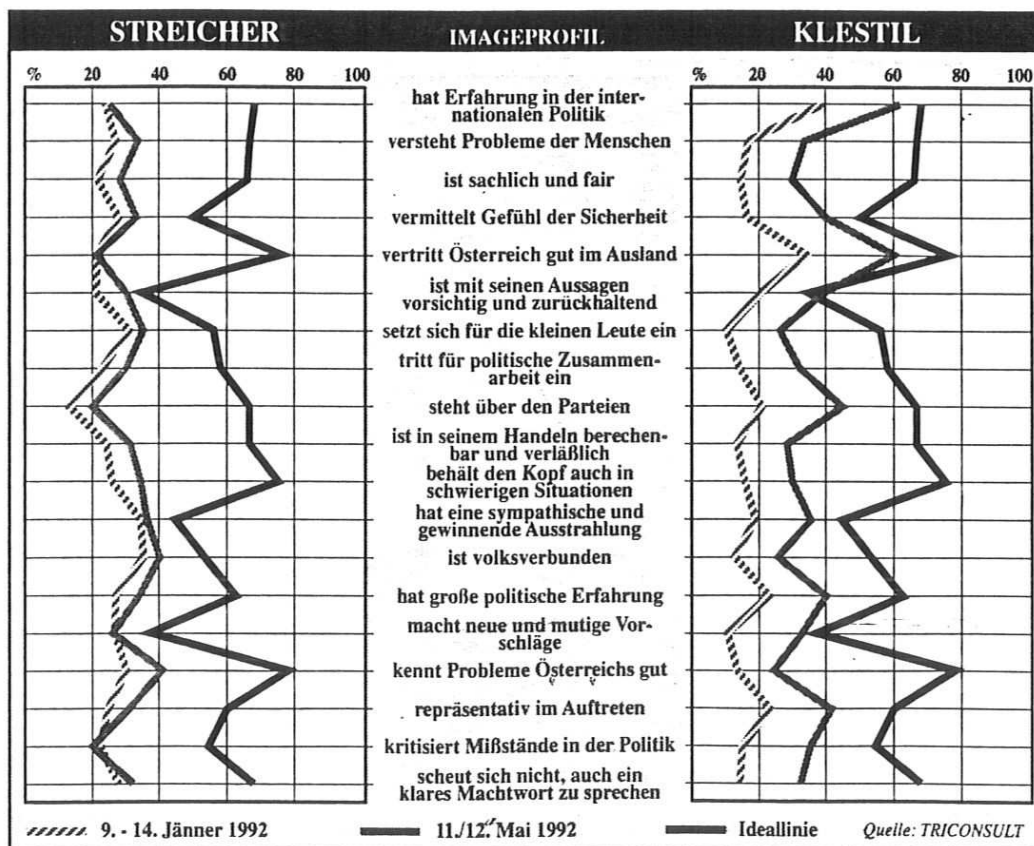 STREICHER IMAGEPROFIL KLESTIL
% 20 40 60 80 100 % 20 40 60 80 100
hat Erfahrung in der inter-
nationalen Politik
versteht Probleme der Menschen
ist sachlich und fair
vermittelt Gefühl der Sicherheit
vertritt Österreich gut im Ausland
ist mit seinen Aussagen
vorsichtig und zurückhaltend
setzt sich für die kleinen Leute ein
tritt für politische Zusammen-
arbeit ein
steht über den Parteien
ist in seinem Handeln berechen-
bar und verläßlich
behält den Kopf auch in
schwierigen Situationen
hat eine sympathische und
gewinnende Ausstrahlung
ist volksverbunden
hat große politische Erfahrung
macht neue und mutige Vor-
schläge
kennt Probleme Österreichs gut
repräsentativ im Auftreten
kritisiert Mißstände in der Politik
scheut sich nicht, auch ein
klares Machtwort zu sprechen
9. - 14. Jänner 1992 11./12. Mai 1992 Ideallinie Quelle: TRICONSULT